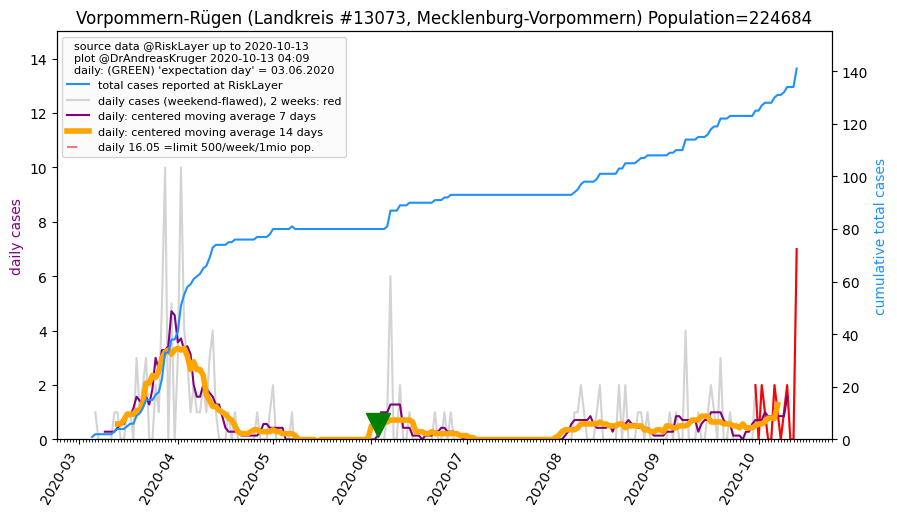 Vorpommern-Rügen (Landkreis #13073, Mecklenburg-Vorpommern) Population=224684
source data @RiskLayer up to 2020-10-13
plot @DrAndreasKruger 2020-10-13 04:09
daily: (GREEN) 'expectation day' = 03.06.2020
total cases reported at RiskLayer
daily cases (weekend-flawed), 2 weeks: red
daily: centered moving average 7 days
daily: centered moving average 14 days
daily 16.05 =limit 500/week/1mio pop.
daily cases
14
12
10
8
6
4
2
0
cumulative total cases
140
120
100
80
60
40
20
0
2020-03
2020-04
2020-05
2020-06
2020-07
2020-08
2020-09
2020-10